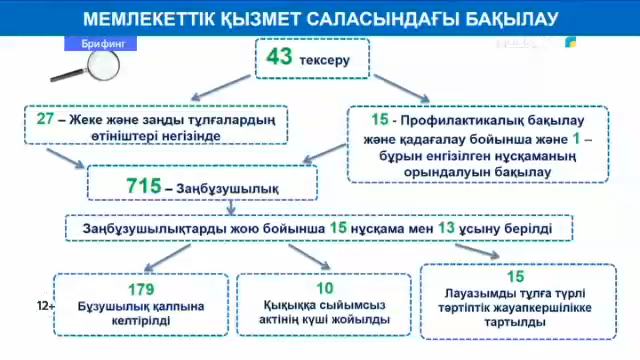 МЕМЛЕКЕТТІК ҚЫЗМЕТ САЛАСЫНДАҒЫ БАҚЫЛАУ
Брифинг
43 тексеру
27 – Жеке және заңды тұлғалардың
өтініштері негізінде
15 - Профилактикалық бақылау
және қадағалау бойынша және 1 –
бұрын енгізілген нұсқаманың
орындалуын бақылау
715 – Заңбұзушылық
Заңбұзушылықтарды жою бойынша 15 нұсқама мен 13 ұсыну берілді
179
Бұзушылық қалпына
келтірілді
10
Қықыққа сыйымсыз
актінің күші жойылды
15
Лауазымды тұлға түрлі
тәртіптік жауапкершілікке
тартылды
12+